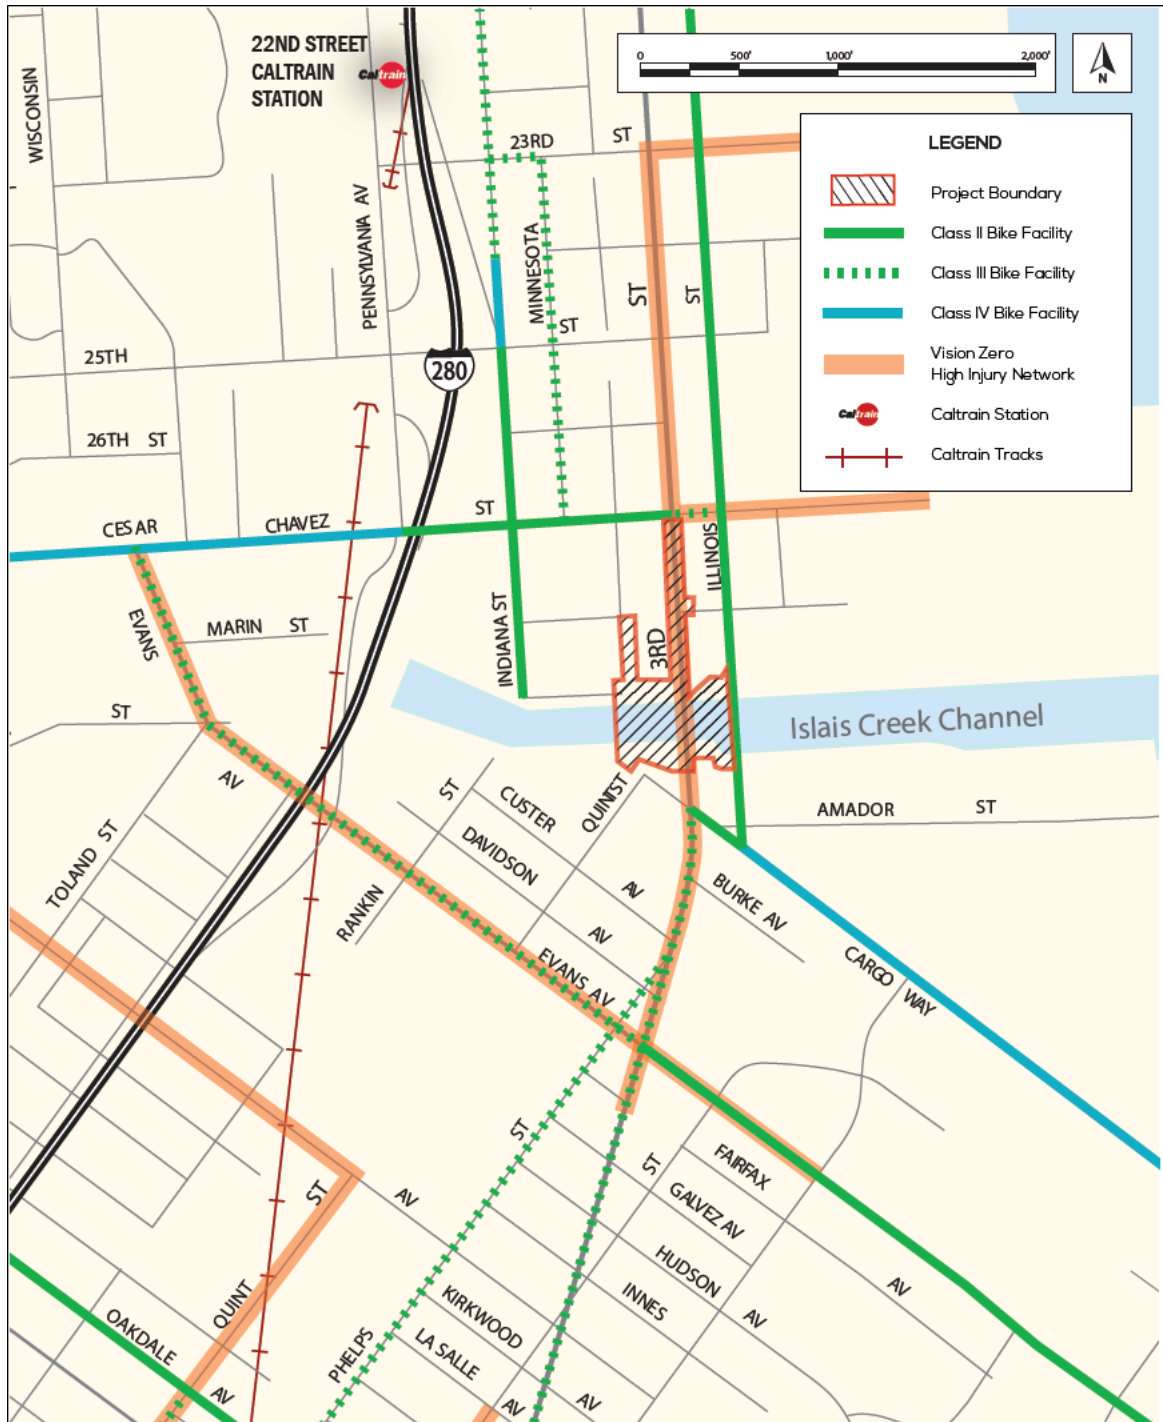 22ND STREET
CALTRAIN
STATION
Caltrain
0
500'
1,000'
2,000'
N
LEGEND
Project Boundary
Class II Bike Facility
Class III Bike Facility
Class IV Bike Facility
Vision Zero
High Injury Network
Caltrain
Caltrain Station
Caltrain Tracks
WISCONSIN
23RD
ST
PENNSYLVANIA AV
MINNESOTA
ST
ST
ST
25TH
280
26TH ST
CESAR
CHAVEZ
ST
ILLINOIS
EVANS
MARIN ST
INDIANA ST
3RD
ST
Islais Creek Channel
AV
ST
CUSTER
QUINT ST
AMADOR
ST
TOLAND ST
DAVIDSON
RANKIN
AV
BURKE AV
AV
EVANS AV
CARGO WAY
ST
ST
FAIRFAX
GALVEZ AV
ST
AV
HUDSON
AV
AV
INNES
QUINT
KIRKWOOD
OAKDALE
PHELPS
LA SALLE
AV
AV
AV